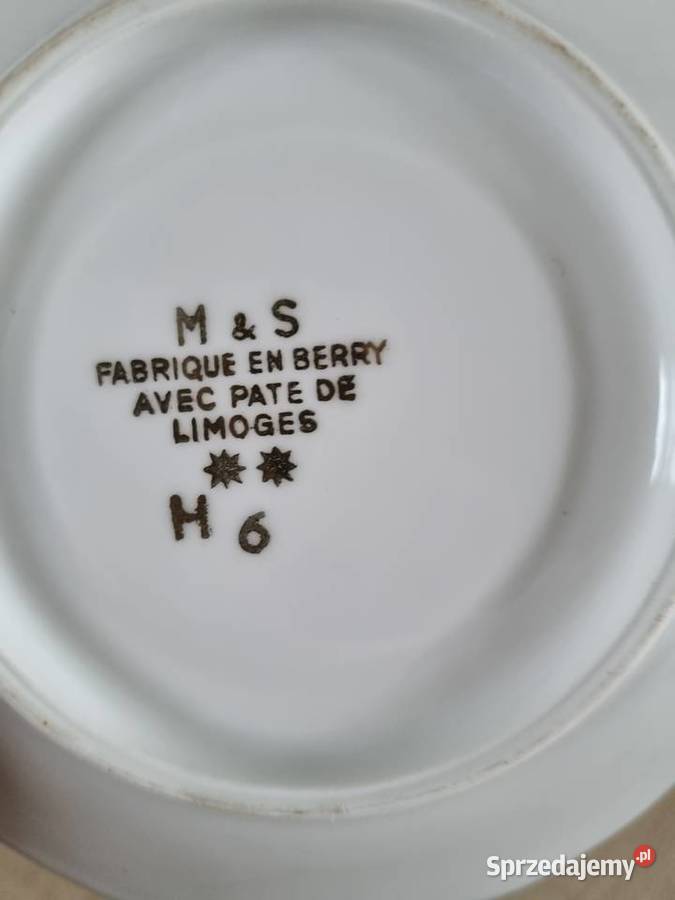 M & S
FABRIQUE EN BERRY
AVEC PATE DE
LIMOGES
H 6
Sprzedajemy.pl